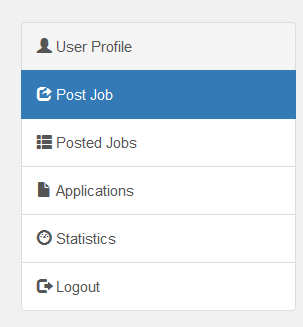 User Profile
Post Job
Posted Jobs
Applications
Statistics
Logout